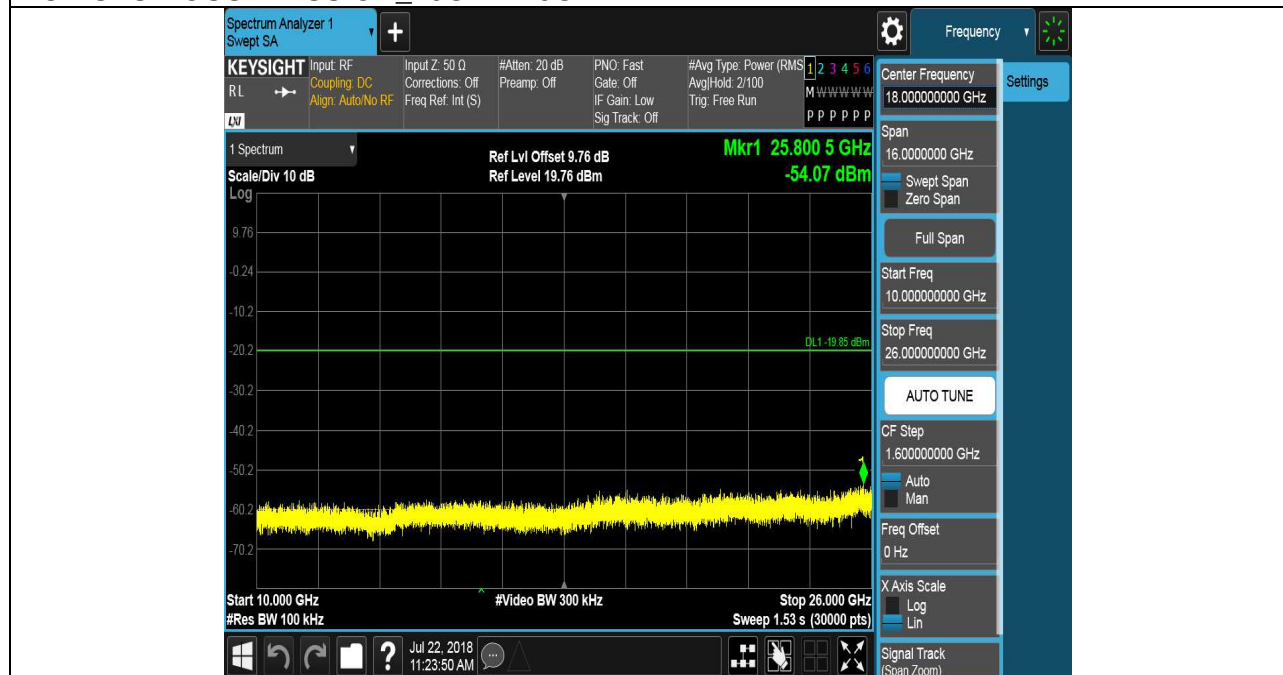 Spectrum Analyzer 1
Swept SA
+
Frequency
KEYSIGHT
RL
LXI
Input: RF
Coupling: DC
Align: Auto/No RF
Input Z: 50 Ω
Corrections: Off
Freq Ref: Int (S)
#Atten: 20 dB
Preamp: Off
PNO: Fast
Gate: Off
IF Gain: Low
Sig Track: Off
#Avg Type: Power (RMS
Avg|Hold: 2/100
Trig: Free Run
1 2 3 4 5 6
M W W W W W
P P P P P P
1 Spectrum
Scale/Div 10 dB
Ref Lvl Offset 9.76 dB
Ref Level 19.76 dBm
Mkr1 25.800 5 GHz
-54.07 dBm
Log
9.76
-0.24
-10.2
-20.2
-30.2
-40.2
-50.2
-60.2
-70.2
DL1 -19.85 dBm
1
Start 10.000 GHz
#Res BW 100 kHz
#Video BW 300 kHz
Stop 26.000 GHz
Sweep 1.53 s (30000 pts)
Center Frequency
18.000000000 GHz
Settings
Span
16.0000000 GHz
Swept Span
Zero Span
Full Span
Start Freq
10.000000000 GHz
Stop Freq
26.000000000 GHz
AUTO TUNE
CF Step
1.600000000 GHz
Auto
Man
Freq Offset
0 Hz
X Axis Scale
Log
Lin
Signal Track
(Span Zoom)
?
Jul 22, 2018
11:23:50 AM